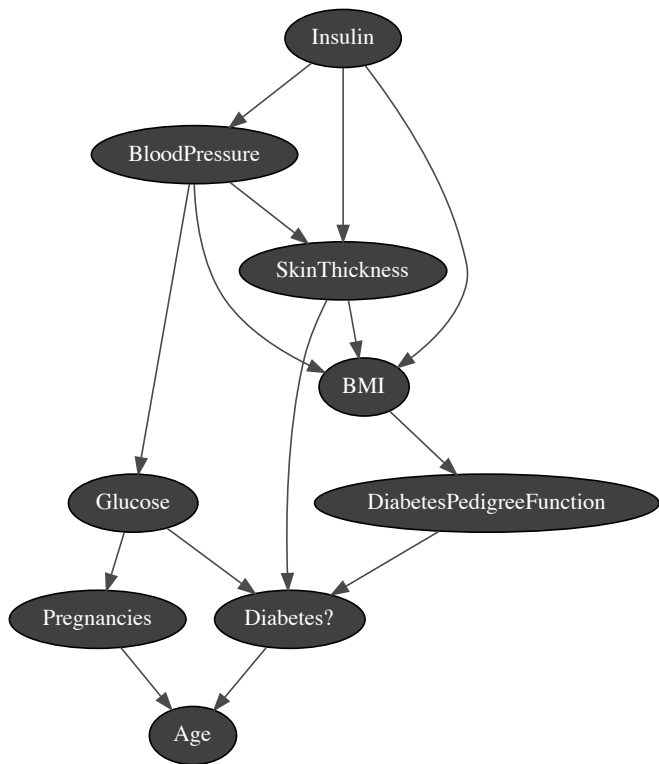 Insulin
BloodPressure
SkinThickness
BMI
Glucose
DiabetesPedigreeFunction
Pregnancies
Diabetes?
Age